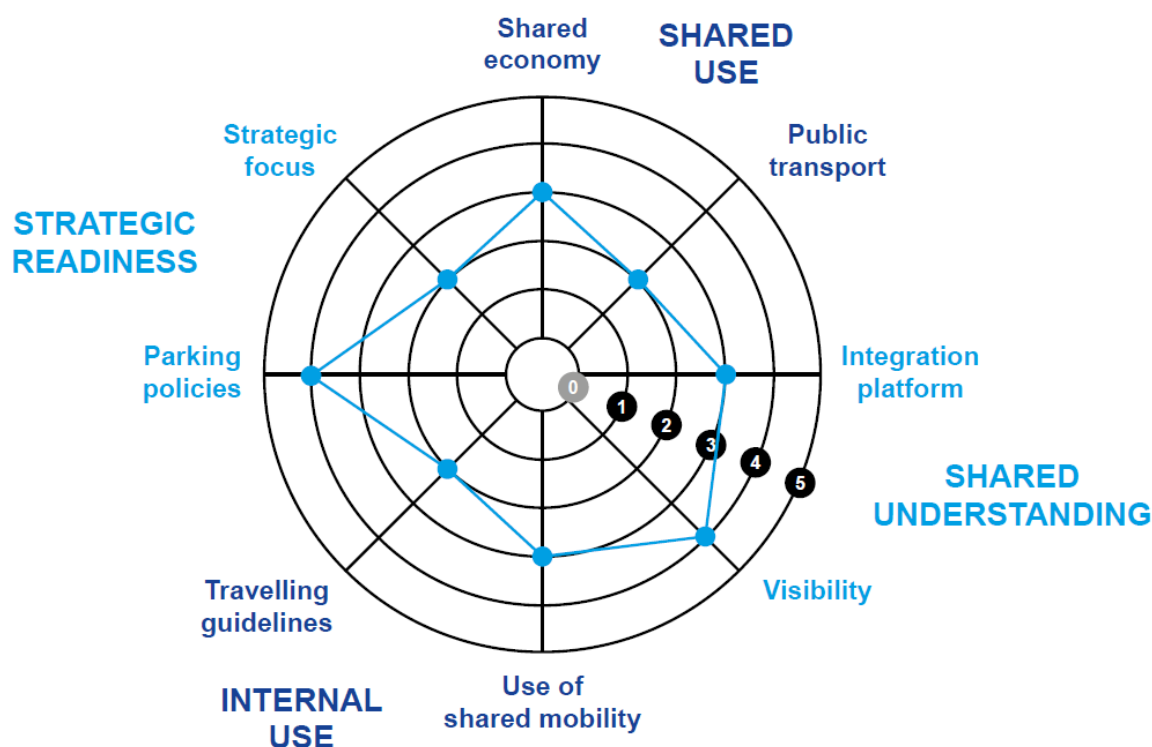 Shared
economy
SHARED
USE
Strategic
focus
Public
transport
STRATEGIC
READINESS
Parking
policies
Integration
platform
0
1
2
3
4
5
SHARED
UNDERSTANDING
Travelling
guidelines
Visibility
INTERNAL
USE
Use of
shared mobility